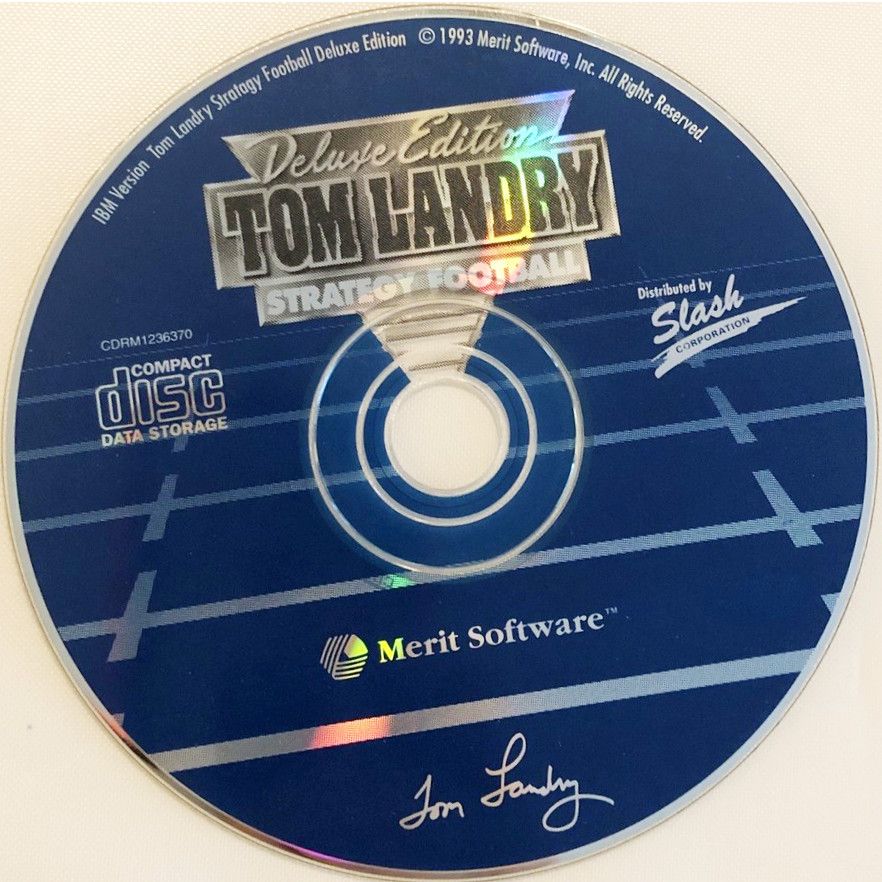 IBM Version Tom Landry Stratagy Football Deluxe Edition © 1993 Merit Software, Inc. All Rights Reserved.
Deluxe Edition
TOM LANDRY
STRATEGY FOOTBALL
Distributed by
Slash
CORPORATION
CDRM1236370
COMPACT
disc
DATA STORAGE
Merit Software™
Tom Landry